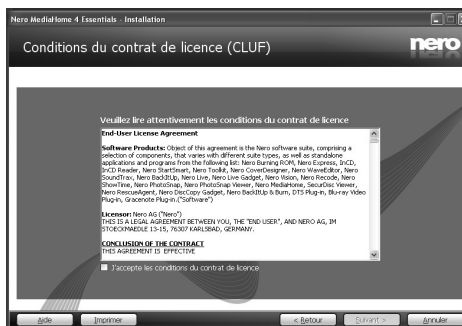 Nero MediaHome 4 Essentials - Installation
Conditions du contrat de licence (CLUF)
nero
Veuillez lire attentivement les conditions du contrat de licence
End-User License Agreement
Software Products: Object of this agreement is the Nero software suite, comprising a
selection of components, that varies with different suite types, as well as standalone
applications and programs from the following list: Nero Burning ROM, Nero Express, InCD,
InCD Reader, Nero StartSmart, Nero Toolkit, Nero CoverDesigner, Nero WaveEditor, Nero
SoundTrax, Nero BackItUp, Nero Live, Nero Live Gadget, Nero Vision, Nero Recode, Nero
ShowTime, Nero PhotoSnap, Nero PhotoSnap Viewer, Nero MediaHome, SecurDisc Viewer,
Nero RescueAgent, Nero DiscCopy Gadget, Nero BackItUp & Burn, DTS Plug-in, Blu-ray Video
Plug-in, Gracenote Plug-in.("Software")
Licensor: Nero AG ("Nero")
THIS IS A LEGAL AGREEMENT BETWEEN YOU, THE "END USER", AND NERO AG, IM
STOECKMAEDLE 13-15, 76307 KARLSBAD, GERMANY.
CONCLUSION OF THE CONTRACT
THIS AGREEMENT IS EFFECTIVE
J'accepte les conditions du contrat de licence
Aide Imprimer < Retour Suivant > Annuler